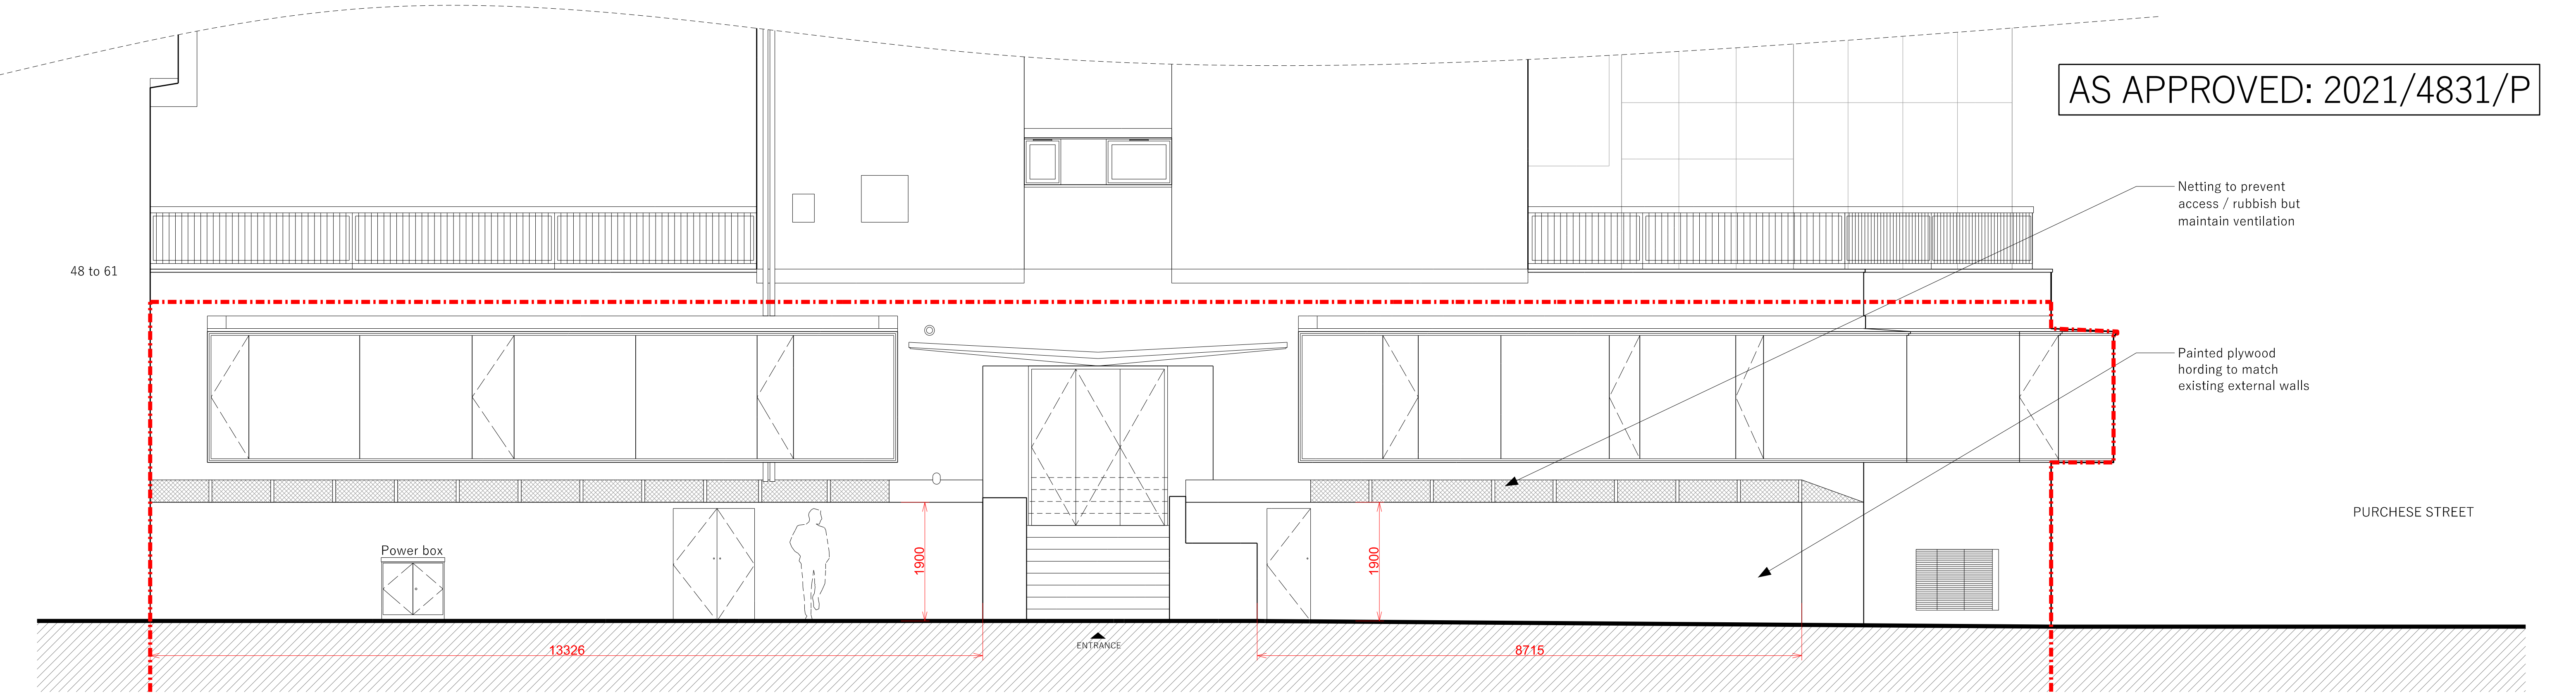 AS APPROVED: 2021/4831/P
Netting to prevent
access / rubbish but
maintain ventilation
48 to 61
Painted plywood
hording to match
existing external walls
PURCHESE STREET
Power box
1900
1900
ENTRANCE
13326
8715